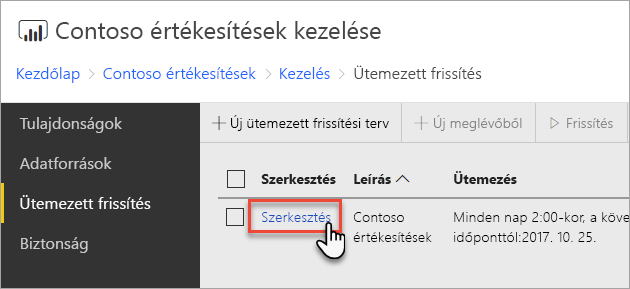 Contoso értékesítések kezelése
Kezdőlap > Contoso értékesítések > Kezelés > Ütemezett frissítés
Tulajdonságok
Adatforrások
Ütemezett frissítés
Biztonság
+ Új ütemezett frissítési terv + Új meglévőből Frissítés
Szerkesztés Leírás Ütemezés
Szerkesztés Contoso Minden nap 2:00-kor, a köve
értékesítések időponttól:2017. 10. 25.